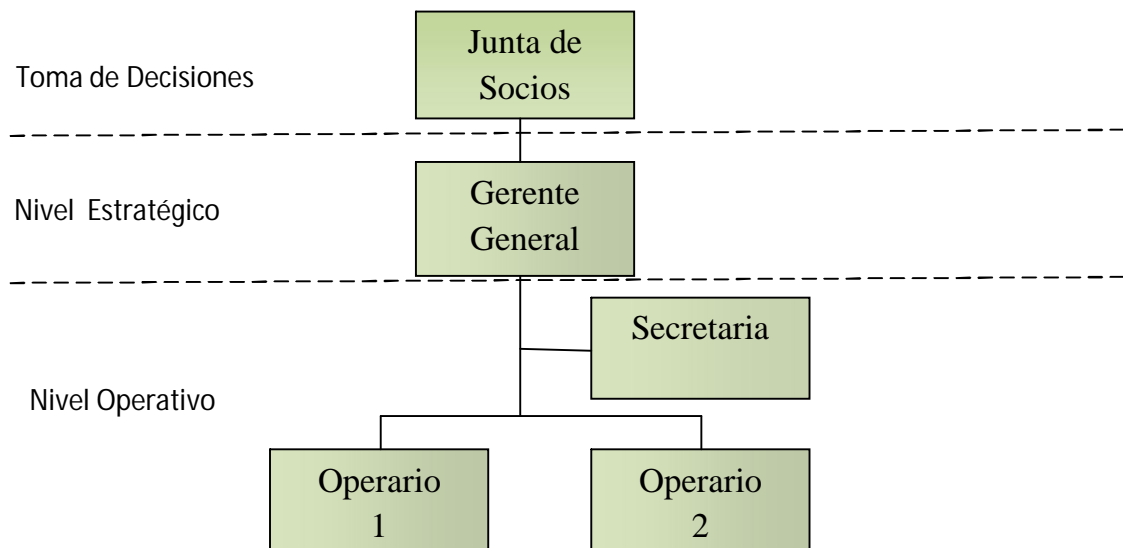 Junta de
Socios
Toma de Decisiones
Gerente
General
Nivel Estratégico
Secretaria
Nivel Operativo
Operario
1
Operario
2